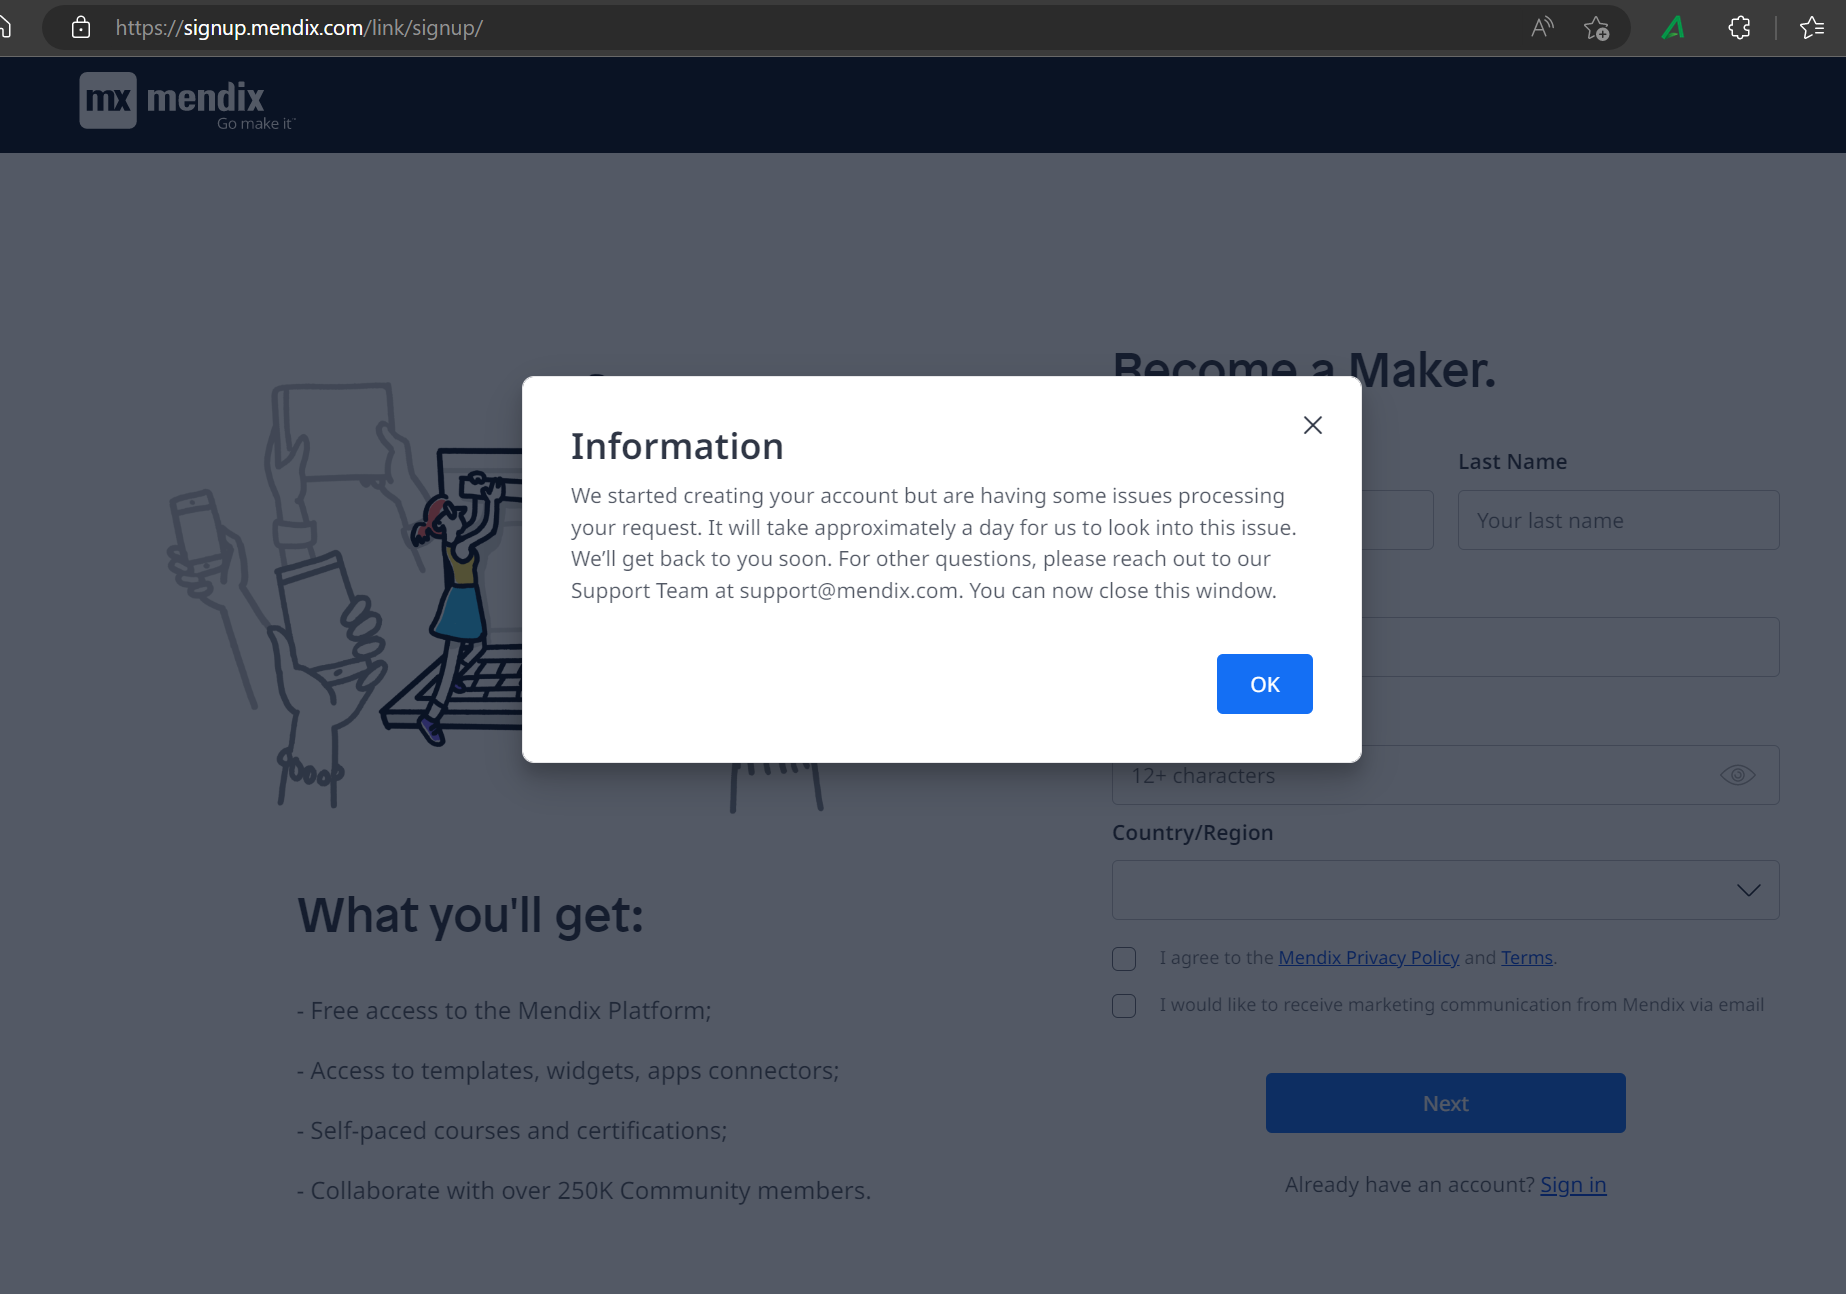 https://signup.mendix.com/link/signup/
mx mendix
Go make it™
Become a Maker.
Information
We started creating your account but are having some issues processing
your request. It will take approximately a day for us to look into this issue.
We’ll get back to you soon. For other questions, please reach out to our
Support Team at support@mendix.com. You can now close this window.
OK
Last Name
Your last name
12+ characters
Country/Region
I agree to the Mendix Privacy Policy and Terms.
I would like to receive marketing communication from Mendix via email
Next
Already have an account? Sign in
What you'll get:
- Free access to the Mendix Platform;
- Access to templates, widgets, apps connectors;
- Self-paced courses and certifications;
- Collaborate with over 250K Community members.